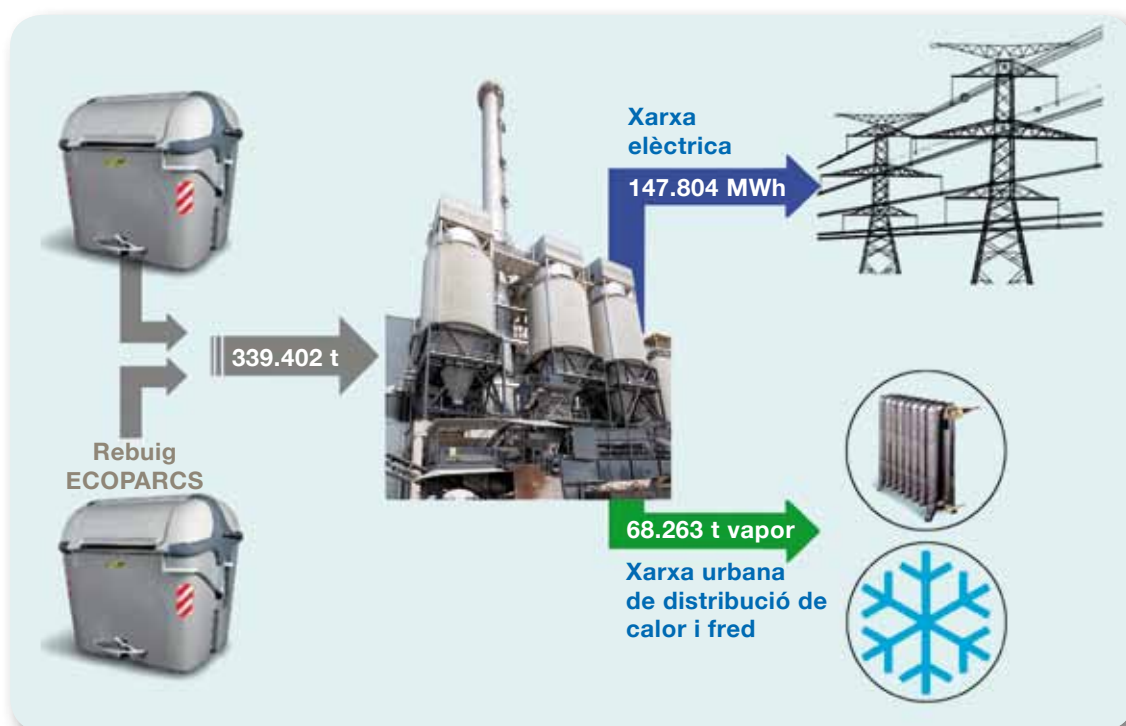 Xarxa
elèctrica
147.804 MWh
339.402 t
Rebuig
ECOPARCS
68.263 t vapor
Xarxa urbana
de distribució de
calor i fred